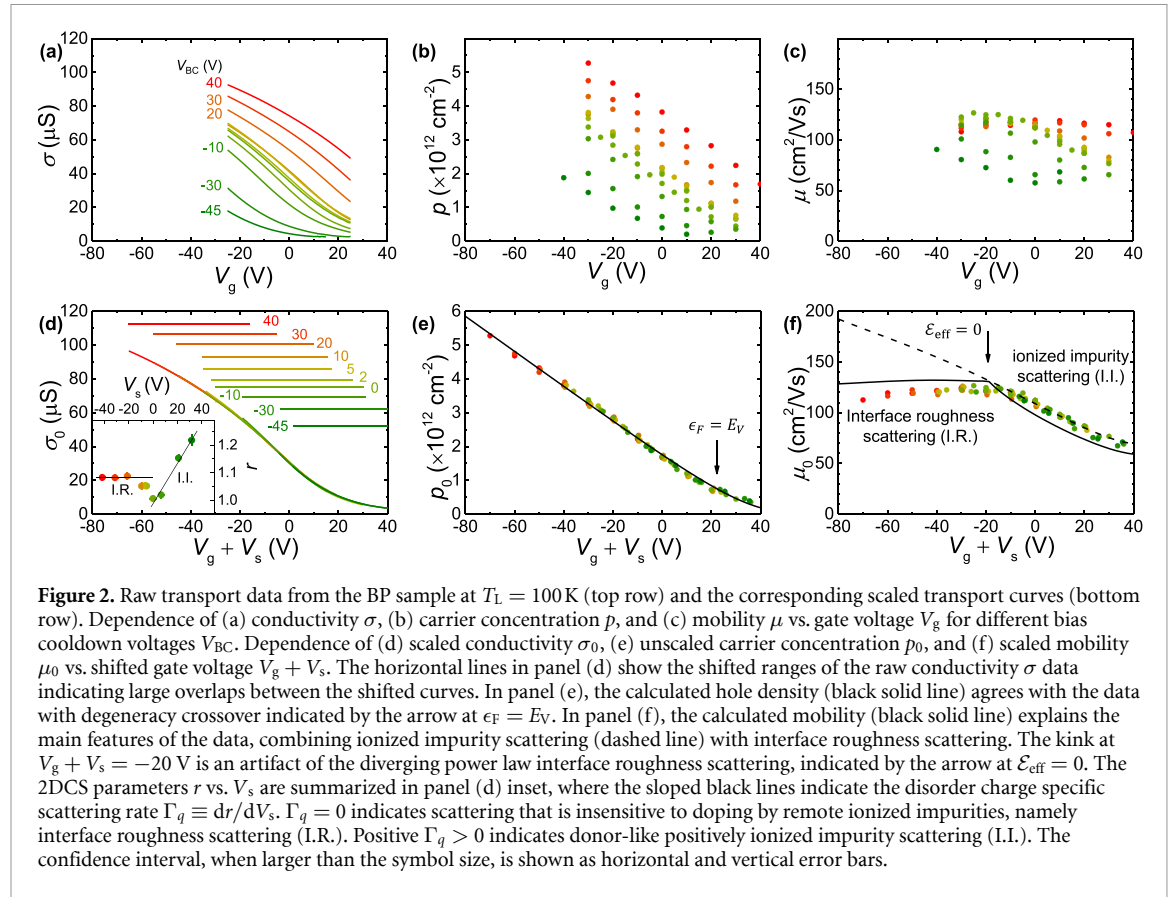 (a)
120
100
80
60
40
20
0
σ (μS)
V_BC (V)
40
30
20
-10
-30
-45
-80 -60 -40 -20 0 20 40
V_g (V)
(b)
5
4
3
2
1
0
p (×10^12 cm^-2)
-80 -60 -40 -20 0 20 40
V_g (V)
(c)
150
100
50
0
μ (cm^2/Vs)
-80 -60 -40 -20 0 20 40
V_g (V)
(d)
120
100
80
60
40
20
0
σ_0 (μS)
40
30
20
10
5
2
0
-10
-30
-45
V_s (V)
-40 0 40
1.2
1.1
1.0
r
I.R.
I.I.
-80 -60 -40 -20 0 20 40
V_g + V_s (V)
(e)
6
5
4
3
2
1
0
p_0 (×10^12 cm^-2)
ϵ_F = E_V
-80 -60 -40 -20 0 20 40
V_g + V_s (V)
(f)
200
150
100
50
0
μ_0 (cm^2/Vs)
ℰ_eff = 0
ionized impurity
scattering (I.I.)
Interface roughness
scattering (I.R.)
-80 -60 -40 -20 0 20 40
V_g + V_s (V)
Figure 2. Raw transport data from the BP sample at T_L = 100 K (top row) and the corresponding scaled transport curves (bottom
row). Dependence of (a) conductivity σ, (b) carrier concentration p, and (c) mobility μ vs. gate voltage V_g for different bias
cooldown voltages V_BC. Dependence of (d) scaled conductivity σ_0, (e) unscaled carrier concentration p_0, and (f) scaled mobility
μ_0 vs. shifted gate voltage V_g + V_s. The horizontal lines in panel (d) show the shifted ranges of the raw conductivity σ data
indicating large overlaps between the shifted curves. In panel (e), the calculated hole density (black solid line) agrees with the data
with degeneracy crossover indicated by the arrow at ϵ_F = E_V. In panel (f), the calculated mobility (black solid line) explains the
main features of the data, combining ionized impurity scattering (dashed line) with interface roughness scattering. The kink at
V_g + V_s = −20 V is an artifact of the diverging power law interface roughness scattering, indicated by the arrow at ℰ_eff = 0. The
2DCS parameters r vs. V_s are summarized in panel (d) inset, where the sloped black lines indicate the disorder charge specific
scattering rate Γ_q ≡ dr/dV_s. Γ_q = 0 indicates scattering that is insensitive to doping by remote ionized impurities, namely
interface roughness scattering (I.R.). Positive Γ_q > 0 indicates donor-like positively ionized impurity scattering (I.I.). The
confidence interval, when larger than the symbol size, is shown as horizontal and vertical error bars.